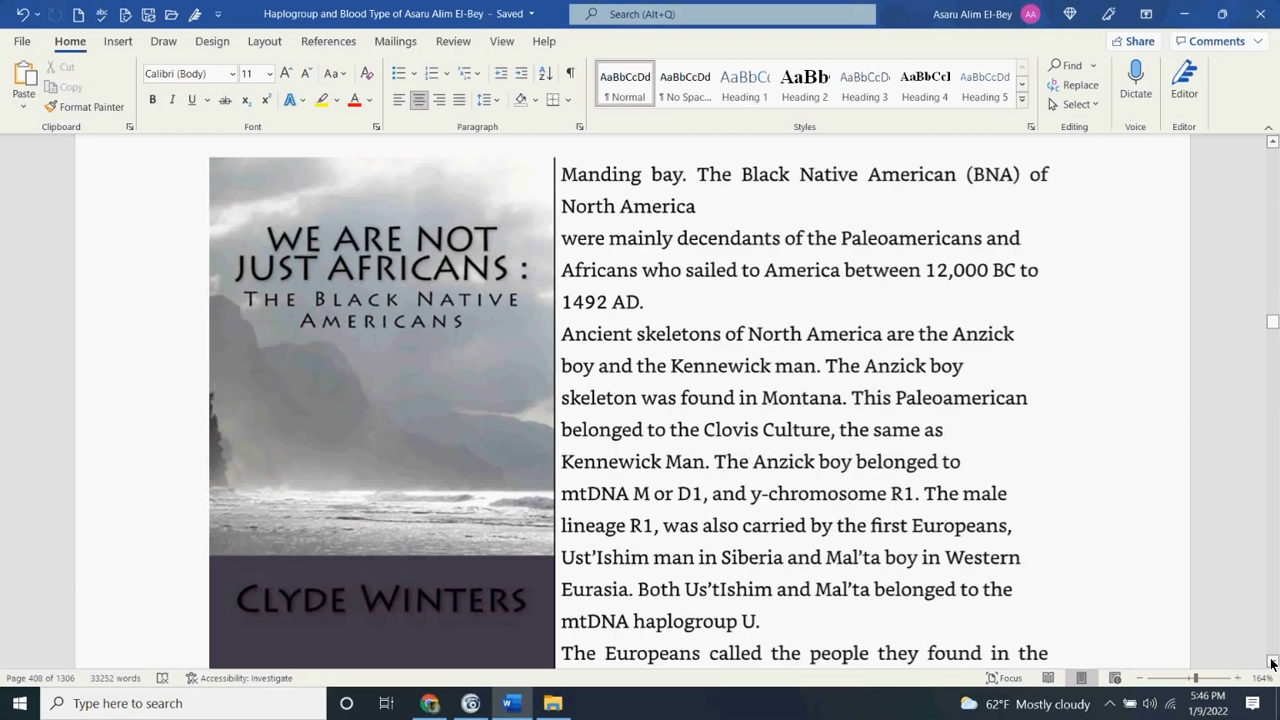 Haplogroup and Blood Type of Asaru Alim El-Bey - Saved
Search (Alt+Q)
Asaru Alim El-Bey
AA
File
Home
Insert
Draw
Design
Layout
References
Mailings
Review
View
Help
Share
Comments
Paste
Cut
Copy
Format Painter
Clipboard
Calibri (Body)
11
Font
Paragraph
AaBbCcDd
¶ Normal
AaBbCcDd
¶ No Spac...
AaBbCc
Heading 1
AaBb
Heading 2
AaBbCcDd
Heading 3
AaBbCcI
Heading 4
AaBbCcDd
Heading 5
Styles
Find
Replace
Select
Editing
Dictate
Voice
Editor
Editor
WE ARE NOT
JUST AFRICANS :
THE BLACK NATIVE
AMERICANS
CLYDE WINTERS
Manding bay. The Black Native American (BNA) of
North America
were mainly decendants of the Paleoamericans and
Africans who sailed to America between 12,000 BC to
1492 AD.
Ancient skeletons of North America are the Anzick
boy and the Kennewick man. The Anzick boy
skeleton was found in Montana. This Paleoamerican
belonged to the Clovis Culture, the same as
Kennewick Man. The Anzick boy belonged to
mtDNA M or D1, and y-chromosome R1. The male
lineage R1, was also carried by the first Europeans,
Ust’Ishim man in Siberia and Mal’ta boy in Western
Eurasia. Both Us’tIshim and Mal’ta belonged to the
mtDNA haplogroup U.
The Europeans called the people they found in the
Page 408 of 1306
33252 words
Accessibility: investigate
Focus
164%
Type here to search
62°F Mostly cloudy
5:46 PM
1/9/2022